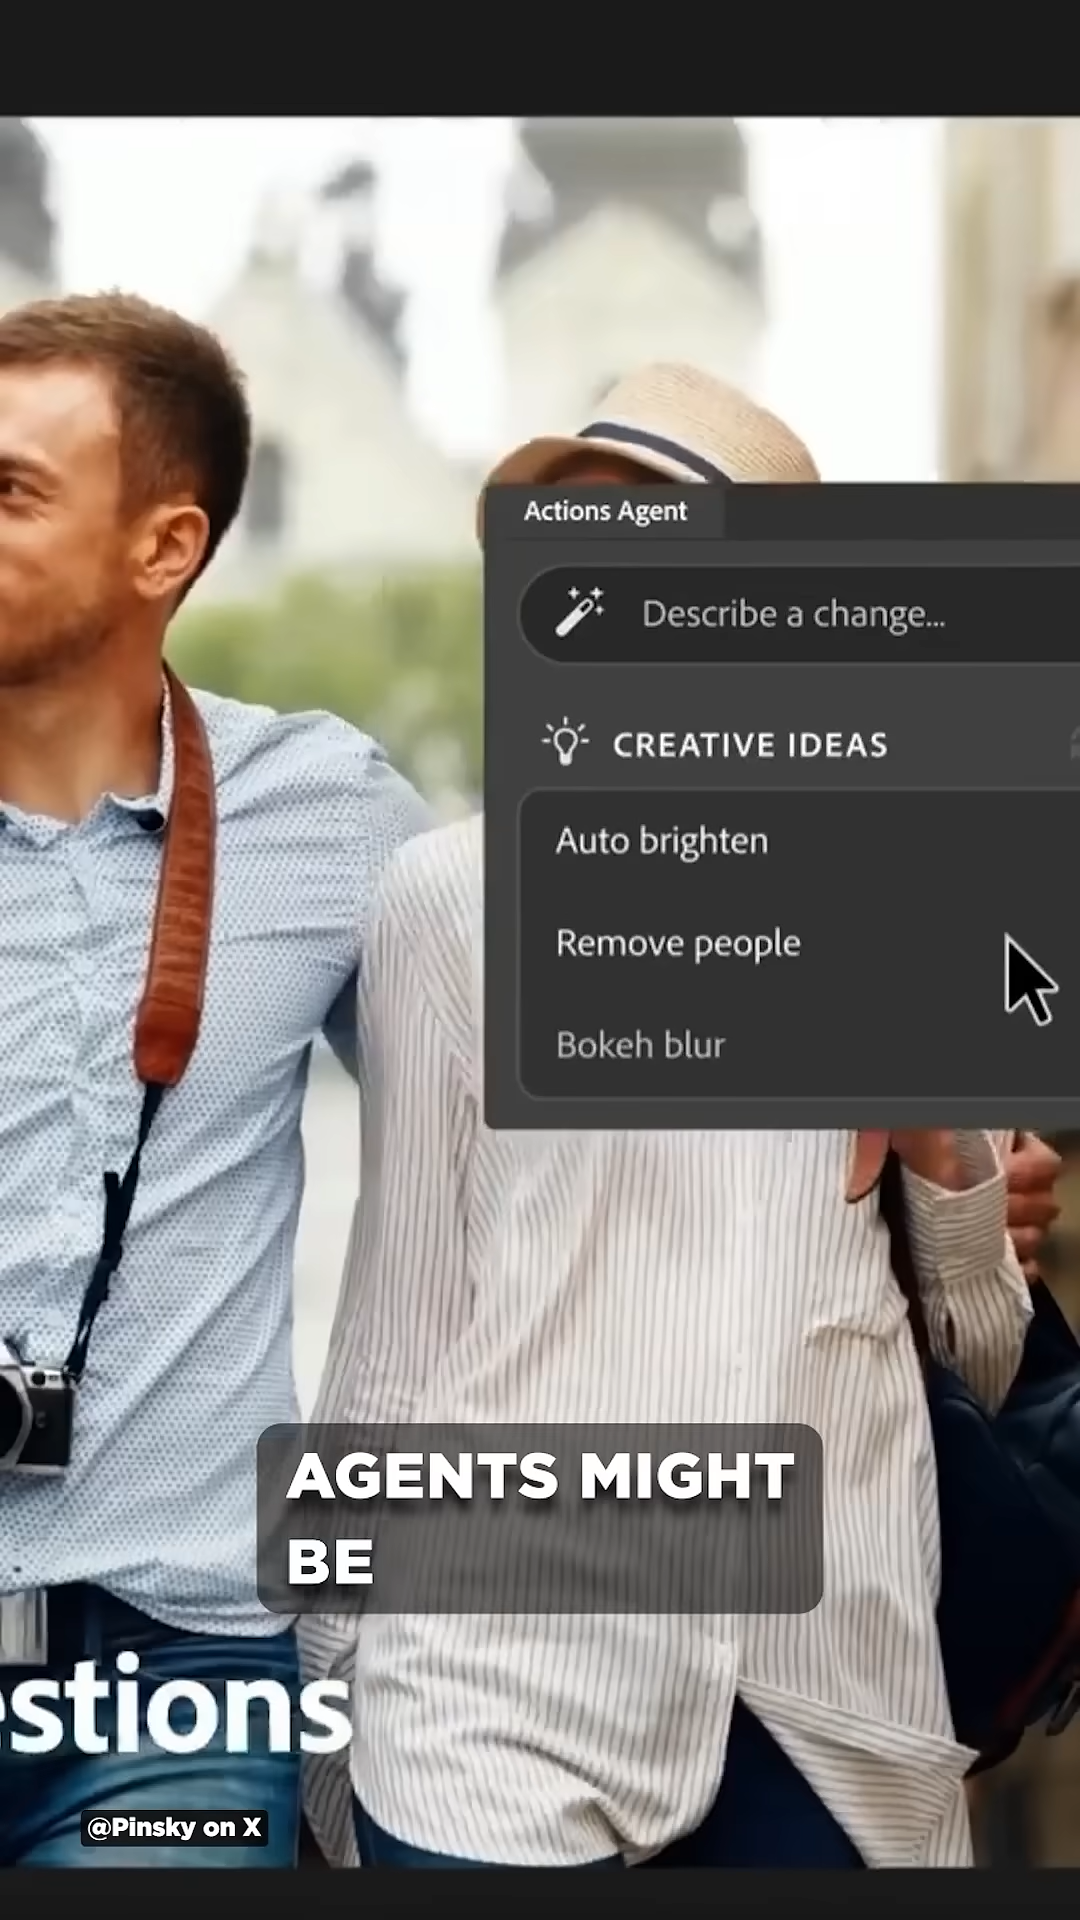 Actions Agent
Describe a change...
CREATIVE IDEAS
Auto brighten
Remove people
Bokeh blur
AGENTS MIGHT
BE
estions
@Pinsky on X